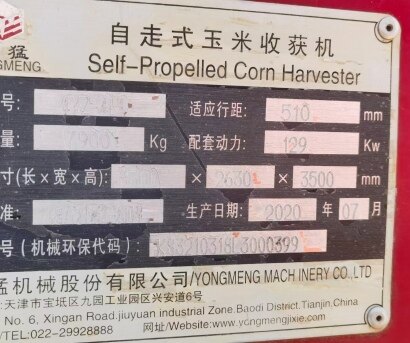 猛 自走式玉米收获机
NGMENG Self-Propelled Corn Harvester
号: 适应行距: 510 mm
量: Kg 配套动力: 129 Kw
寸(长×宽×高): × 2630 × 3500 mm
准: 生产日期: 2020 年 07 月
号(机械环保代码):
猛机械股份有限公司/YONGMENG MACHINERY CO.,LTD
:天津市宝坻区九园工业园区兴安道6号
No. 6, Xingan Road.jiuyuan industrial Zone.Baodi District,Tianjin,China
/TEL:022-29928888 网址/Website:www.yongmengjixie.com